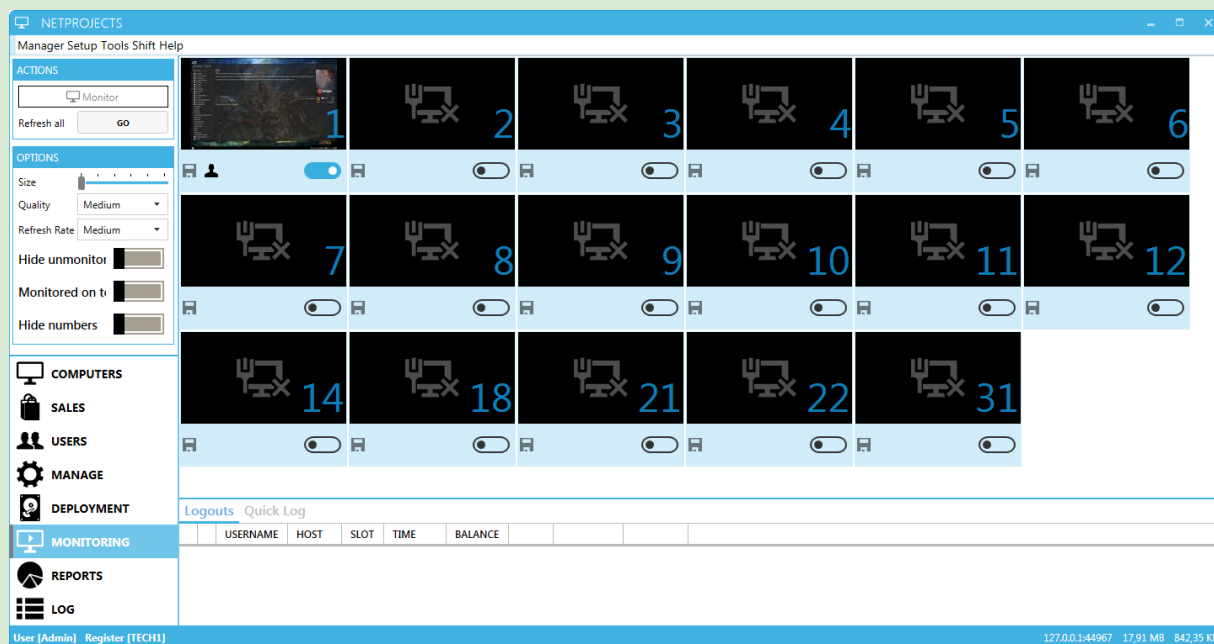 NETPROJECTS
Manager Setup Tools Shift Help
ACTIONS
Monitor
Refresh all GO
OPTIONS
Size
Quality Medium
Refresh Rate Medium
Hide unmonitor
Monitored on t
Hide numbers
COMPUTERS
SALES
USERS
MANAGE
DEPLOYMENT
MONITORING
REPORTS
LOG
1 2 3 4 5 6
7 8 9 10 11 12
14 18 21 22 31
Logouts Quick Log
USERNAME HOST SLOT TIME BALANCE
User [Admin] Register [TECH1] 127.0.0.1:44967 17,91 MB 842,35 K